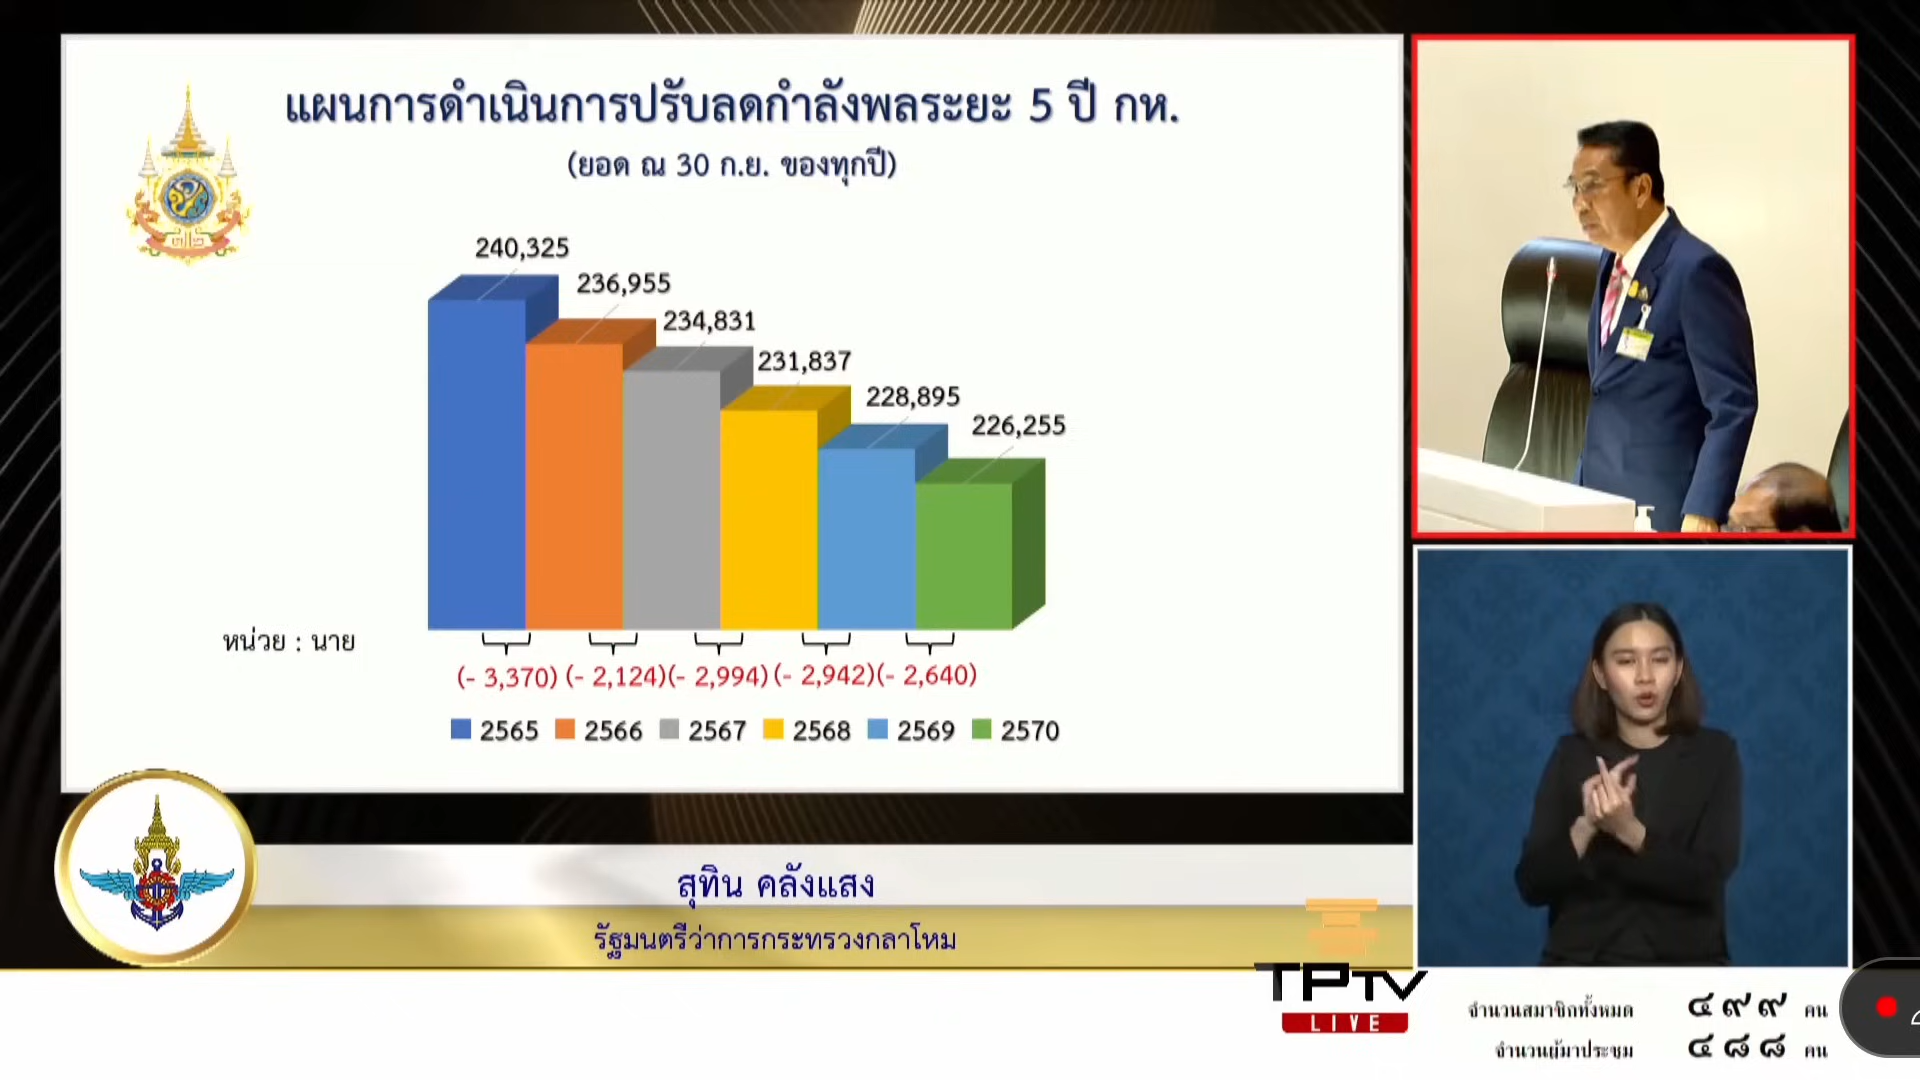 แผนการดำเนินการปรับลดกำลังพลระยะ 5 ปี กห.
(ยอด ณ 30 ก.ย. ของทุกปี)
240,325
236,955
234,831
231,837
228,895
226,255
หน่วย : นาย
(- 3,370) (- 2,124) (- 2,994) (- 2,942) (- 2,640)
2565 2566 2567 2568 2569 2570
สุทิน คลังแสง
รัฐมนตรีว่าการกระทรวงกลาโหม
TPTV
LIVE
จำนวนสมาชิกทั้งหมด ๔๙๙ คน
จำนวนผู้มาประชุม ๔๘๘ คน